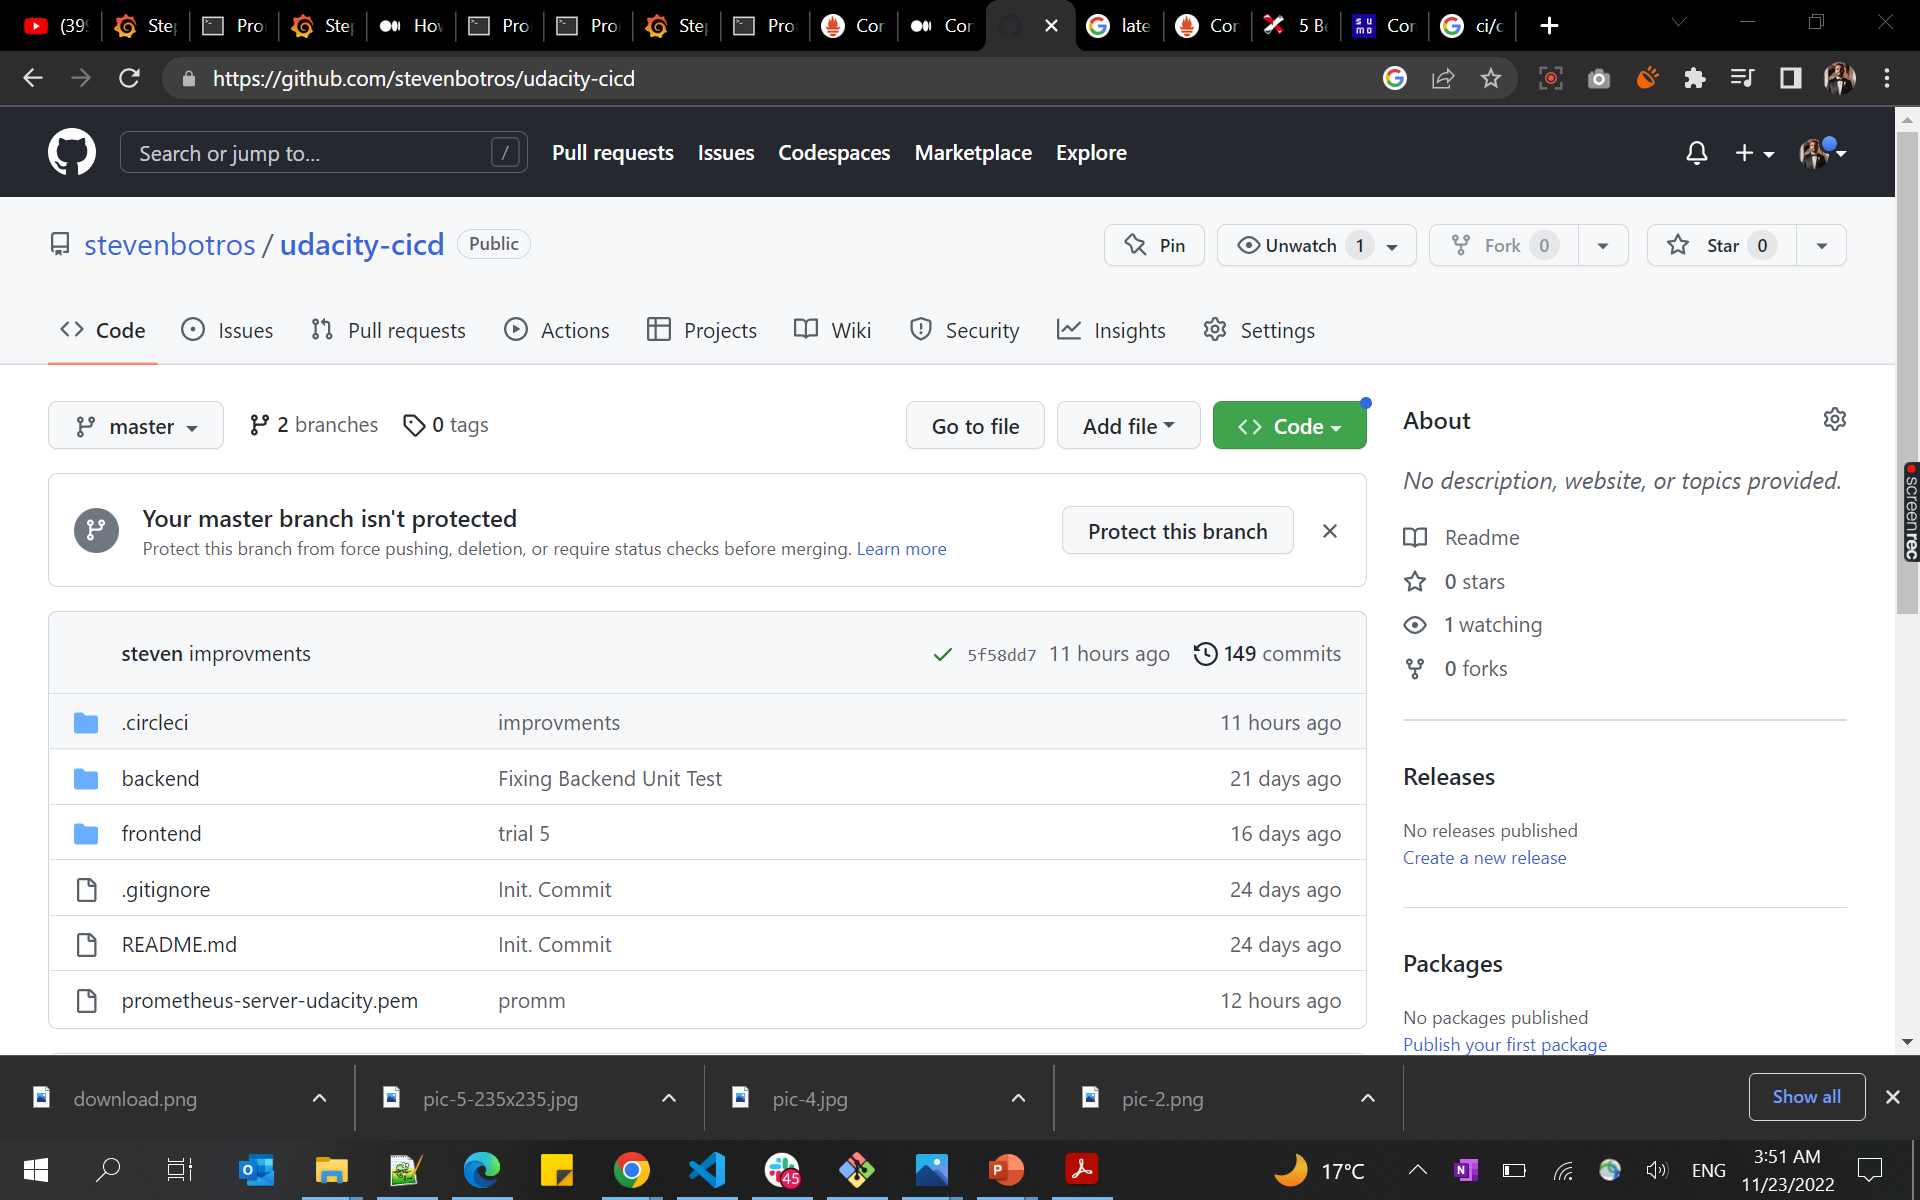 (39
Step
Pro
Step
How
Pro
Pro
Step
Pro
Con
Con
late
Con
5 Be
Con
ci/c
https://github.com/stevenbotros/udacity-cicd
Search or jump to...
/
Pull requests
Issues
Codespaces
Marketplace
Explore
stevenbotros / udacity-cicd
Public
Pin
Unwatch 1
Fork 0
Star 0
Code
Issues
Pull requests
Actions
Projects
Wiki
Security
Insights
Settings
master
2 branches
0 tags
Go to file
Add file
Code
Your master branch isn't protected
Protect this branch from force pushing, deletion, or require status checks before merging. Learn more
Protect this branch
steven improvments
5f58dd7 11 hours ago
149 commits
.circleci improvments 11 hours ago
backend Fixing Backend Unit Test 21 days ago
frontend trial 5 16 days ago
.gitignore Init. Commit 24 days ago
README.md Init. Commit 24 days ago
prometheus-server-udacity.pem promm 12 hours ago
About
No description, website, or topics provided.
Readme
0 stars
1 watching
0 forks
Releases
No releases published
Create a new release
Packages
No packages published
Publish your first package
screenrec
download.png
pic-5-235x235.jpg
pic-4.jpg
pic-2.png
Show all
45
17°C
ENG
3:51 AM
11/23/2022